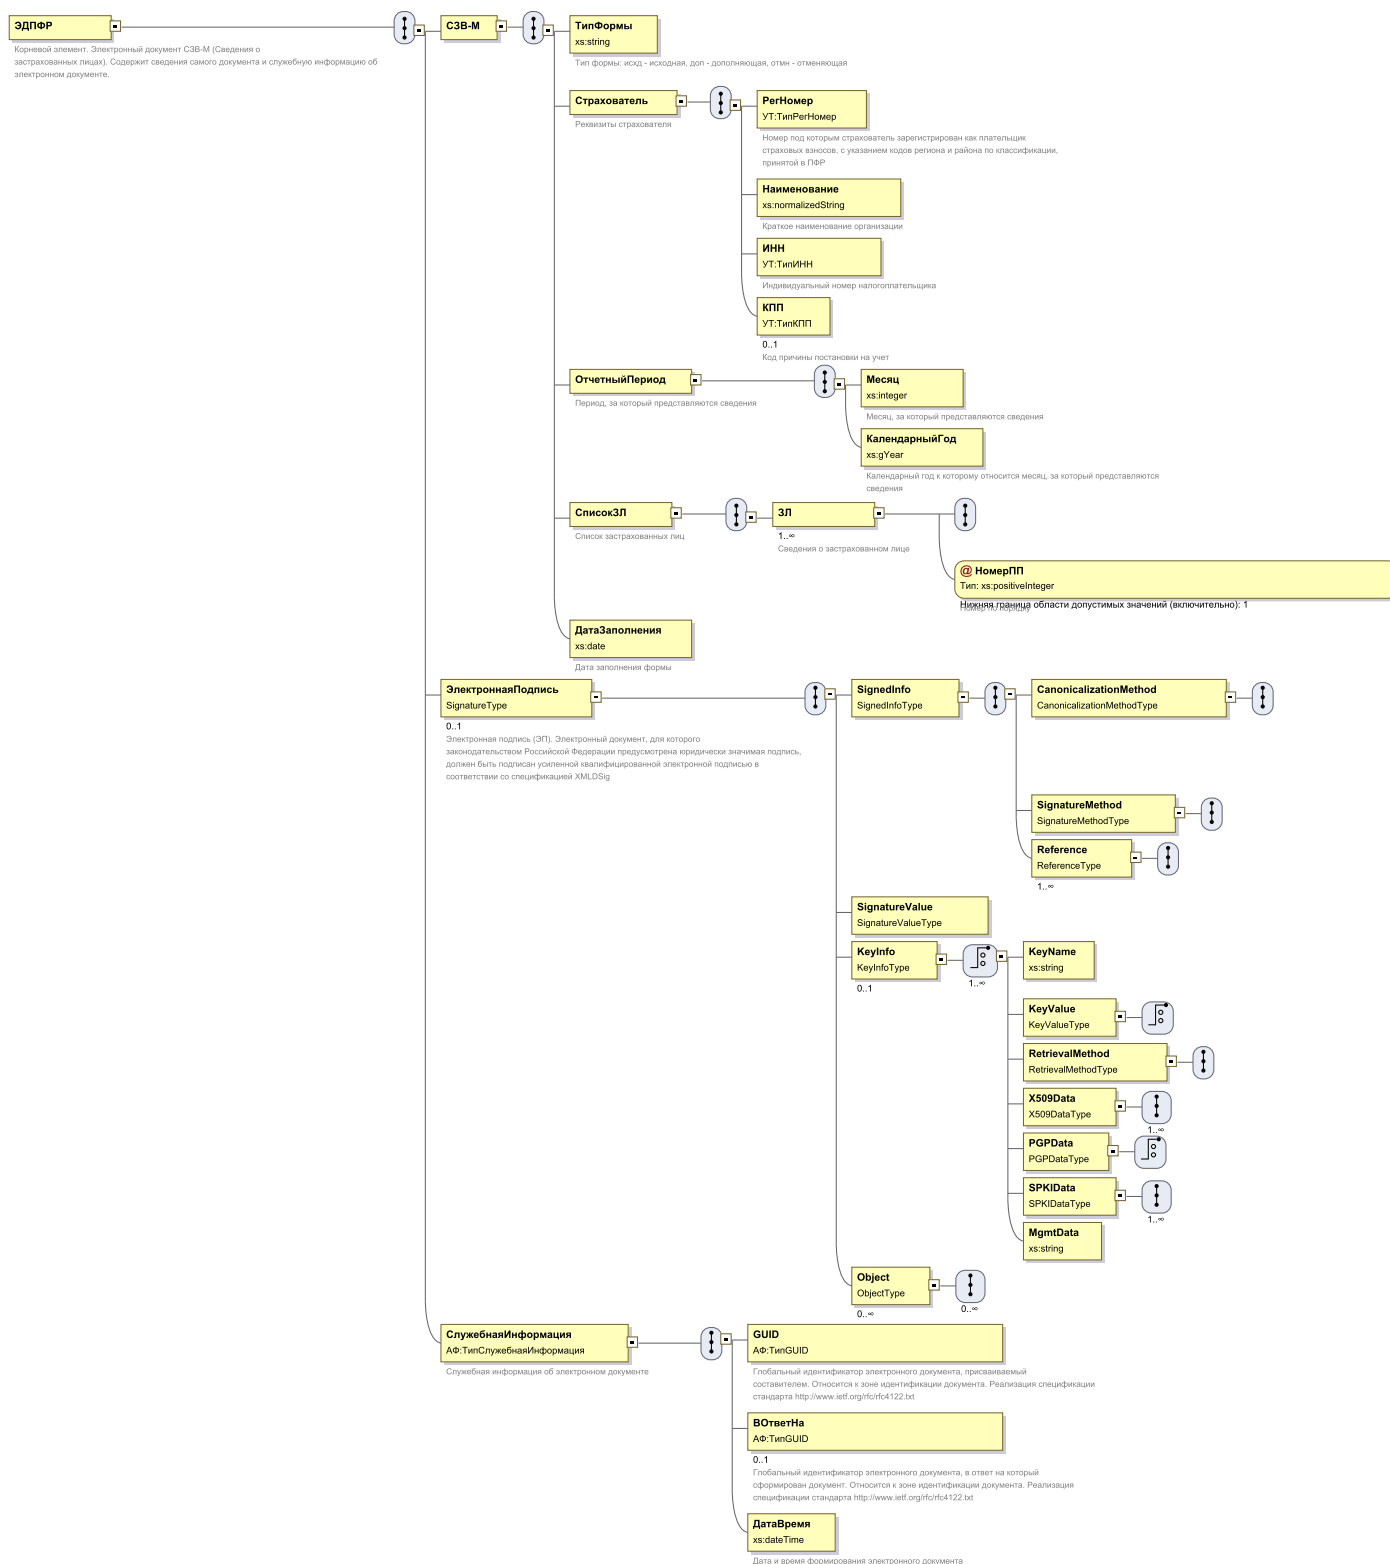 ЭДПФР
Корневой элемент. Электронный документ СЗВ-М (Сведения о
застрахованных лицах). Содержит сведения самого документа и служебную информацию об
электронном документе.
СЗВ-М
ТипФормы
xs:string
Тип формы: исхд - исходная, доп - дополняющая, отмн - отменяющая
Страхователь
Реквизиты страхователя
РегНомер
УТ:ТипРегНомер
Номер под которым страхователь зарегистрирован как плательщик
страховых взносов, с указанием кодов региона и района по классификации,
принятой в ПФР
Наименование
xs:normalizedString
Краткое наименование организации
ИНН
УТ:ТипИНН
Индивидуальный номер налогоплательщика
КПП
УТ:ТипКПП
0..1
Код причины постановки на учет
ОтчетныйПериод
Период, за который представляются сведения
Месяц
xs:integer
Месяц, за который представляются сведения
КалендарныйГод
xs:gYear
Календарный год к которому относится месяц, за который представляются
сведения
СписокЗЛ
Список застрахованных лиц
ЗЛ
1..∞
Сведения о застрахованном лице
@ НомерПП
Тип: xs:positiveInteger
Нижняя граница области допустимых значений (включительно): 1
Номер по порядку
ДатаЗаполнения
xs:date
Дата заполнения формы
ЭлектроннаяПодпись
SignatureType
0..1
Электронная подпись (ЭП). Электронный документ, для которого
законодательством Российской Федерации предусмотрена юридически значимая подпись,
должен быть подписан усиленной квалифицированной электронной подписью в
соответствии со спецификацией XMLDSig
SignedInfo
SignedInfoType
CanonicalizationMethod
CanonicalizationMethodType
SignatureMethod
SignatureMethodType
Reference
ReferenceType
1..∞
SignatureValue
SignatureValueType
KeyInfo
KeyInfoType
0..1
1..∞
KeyName
xs:string
KeyValue
KeyValueType
RetrievalMethod
RetrievalMethodType
X509Data
X509DataType
1..∞
PGPData
PGPDataType
SPKIData
SPKIDataType
1..∞
MgmtData
xs:string
Object
ObjectType
0..∞
0..∞
СлужебнаяИнформация
АФ:ТипСлужебнаяИнформация
Служебная информация об электронном документе
GUID
АФ:ТипGUID
Глобальный идентификатор электронного документа, присваиваемый
составителем. Относится к зоне идентификации документа. Реализация спецификации
стандарта http://www.ietf.org/rfc/rfc4122.txt
ВОтветНа
АФ:ТипGUID
0..1
Глобальный идентификатор электронного документа, в ответ на который
сформирован документ. Относится к зоне идентификации документа. Реализация
спецификации стандарта http://www.ietf.org/rfc/rfc4122.txt
ДатаВремя
xs:dateTime
Дата и время формирования электронного документа